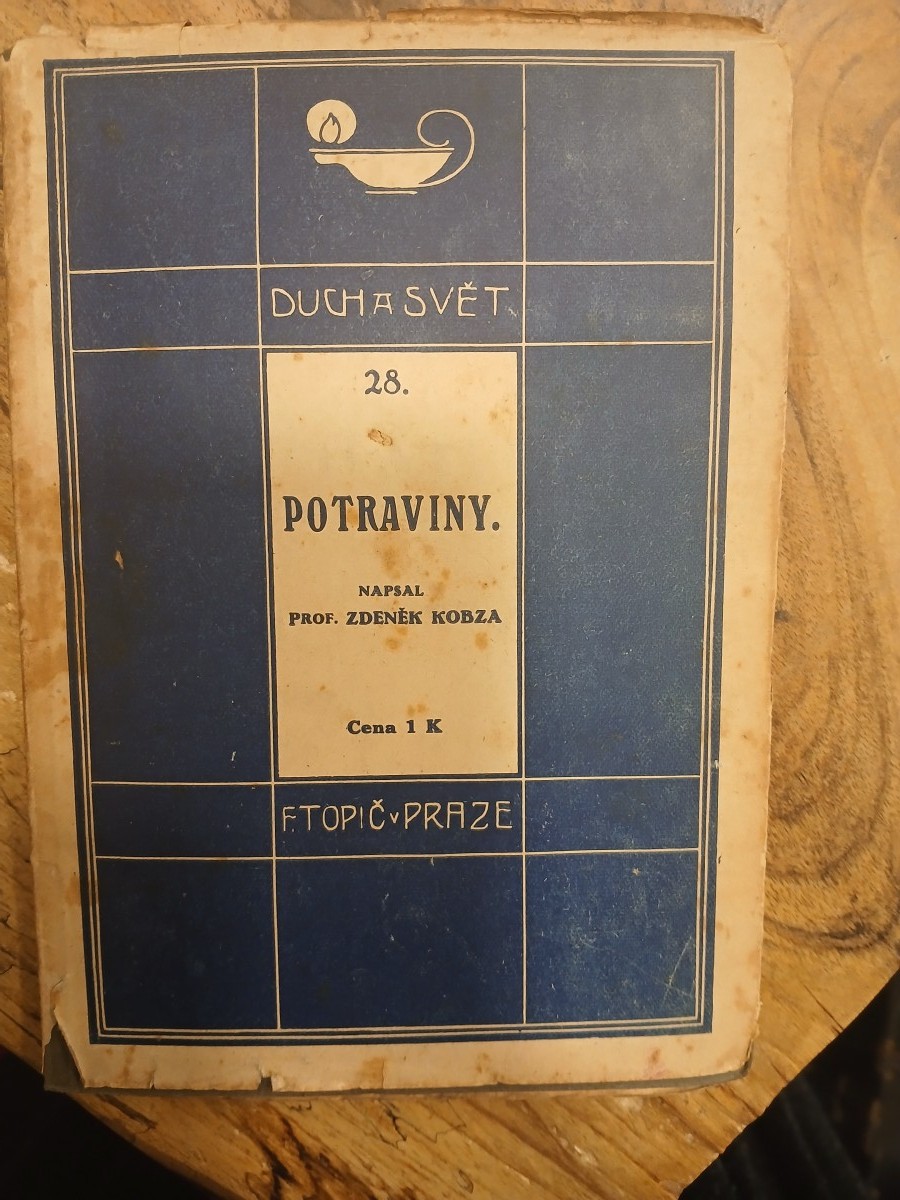 DUCH A SVĚT
28.
POTRAVINY.
NAPSAL
PROF. ZDENĚK KOBZA
Cena 1 K
F. TOPIČ V PRAZE